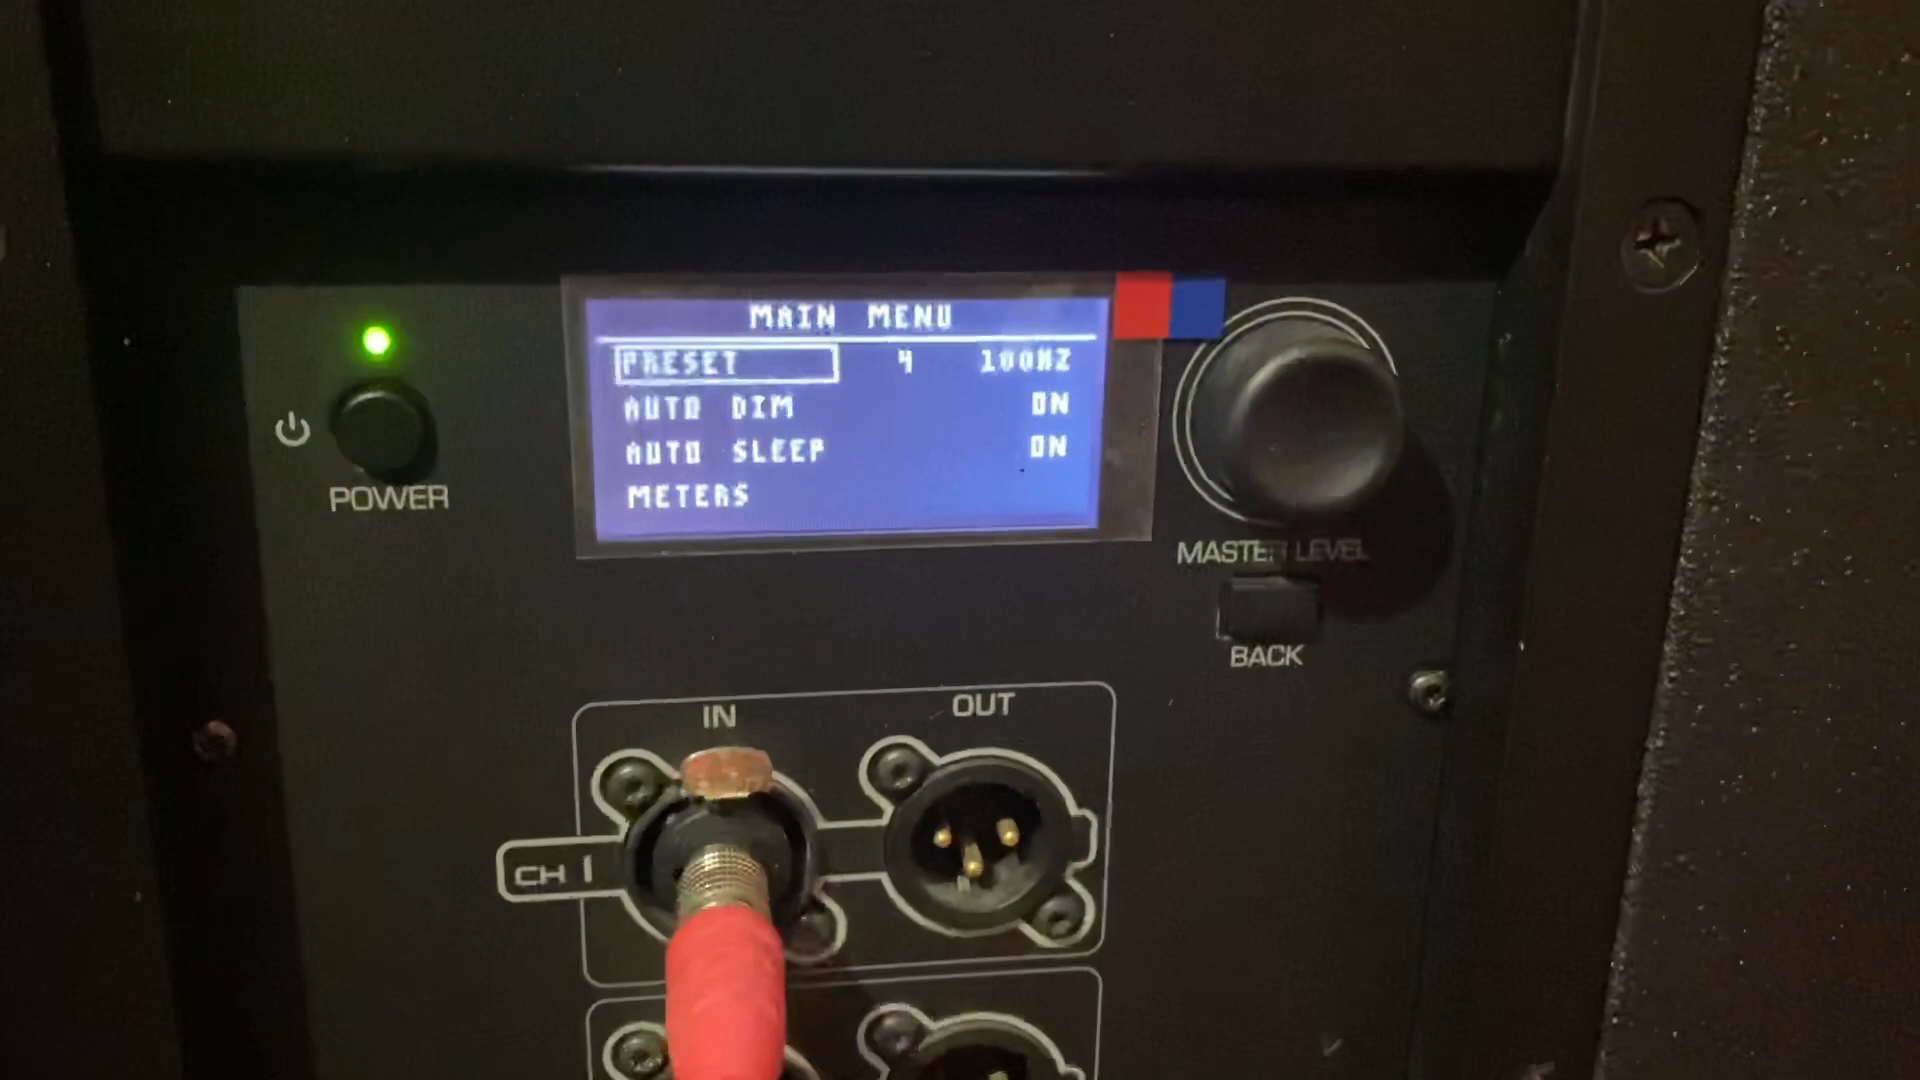 MAIN MENU
PRESET 4 100HZ
AUTO DIM ON
AUTO SLEEP ON
METERS
POWER
MASTER LEVEL
BACK
IN OUT
CH 1